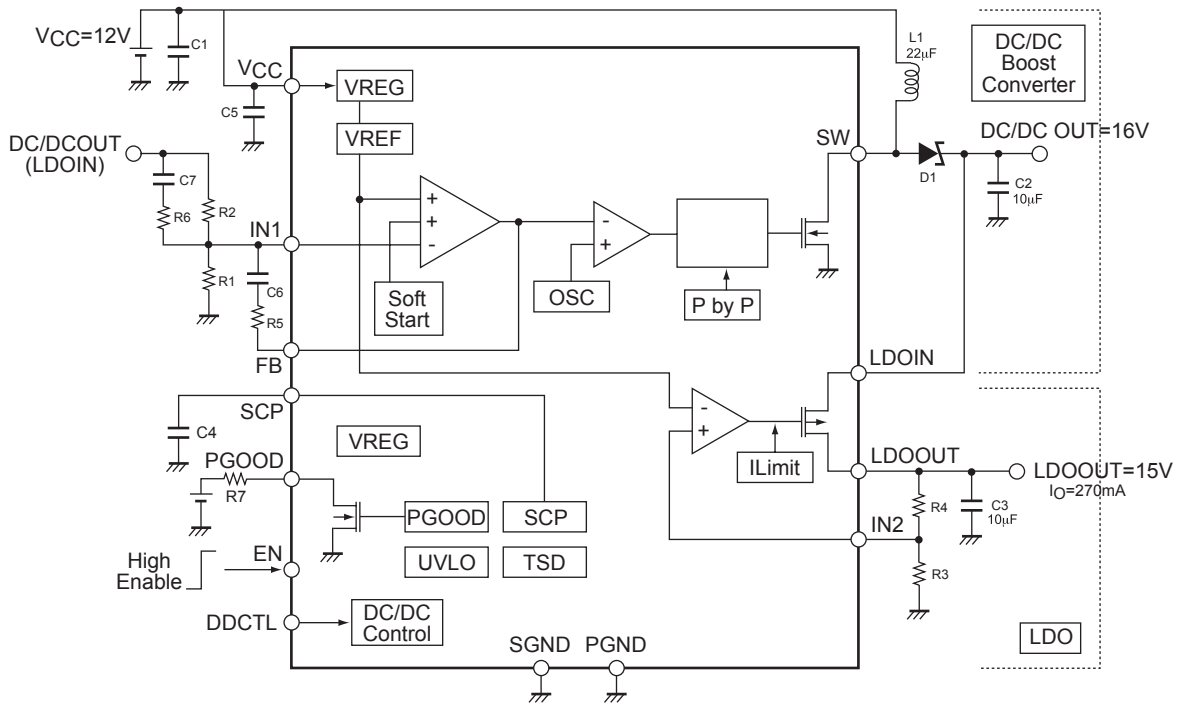 VCC=12V
C1
L1
22µF
DC/DC
Boost
Converter
VCC
VREG
C5
VREF
DC/DCOUT
(LDOIN)
SW
DC/DC OUT=16V
D1
C7
C2
10µF
R6
R2
+
+
-
-
+
IN1
R1
C6
Soft
Start
OSC
P by P
R5
FB
LDOIN
SCP
C4
VREG
-
+
ILimit
PGOOD
R7
LDOOUT
LDOOUT=15V
IO=270mA
R4
C3
10µF
PGOOD
SCP
IN2
UVLO
TSD
R3
High
Enable
EN
DDCTL
DC/DC
Control
SGND
PGND
LDO